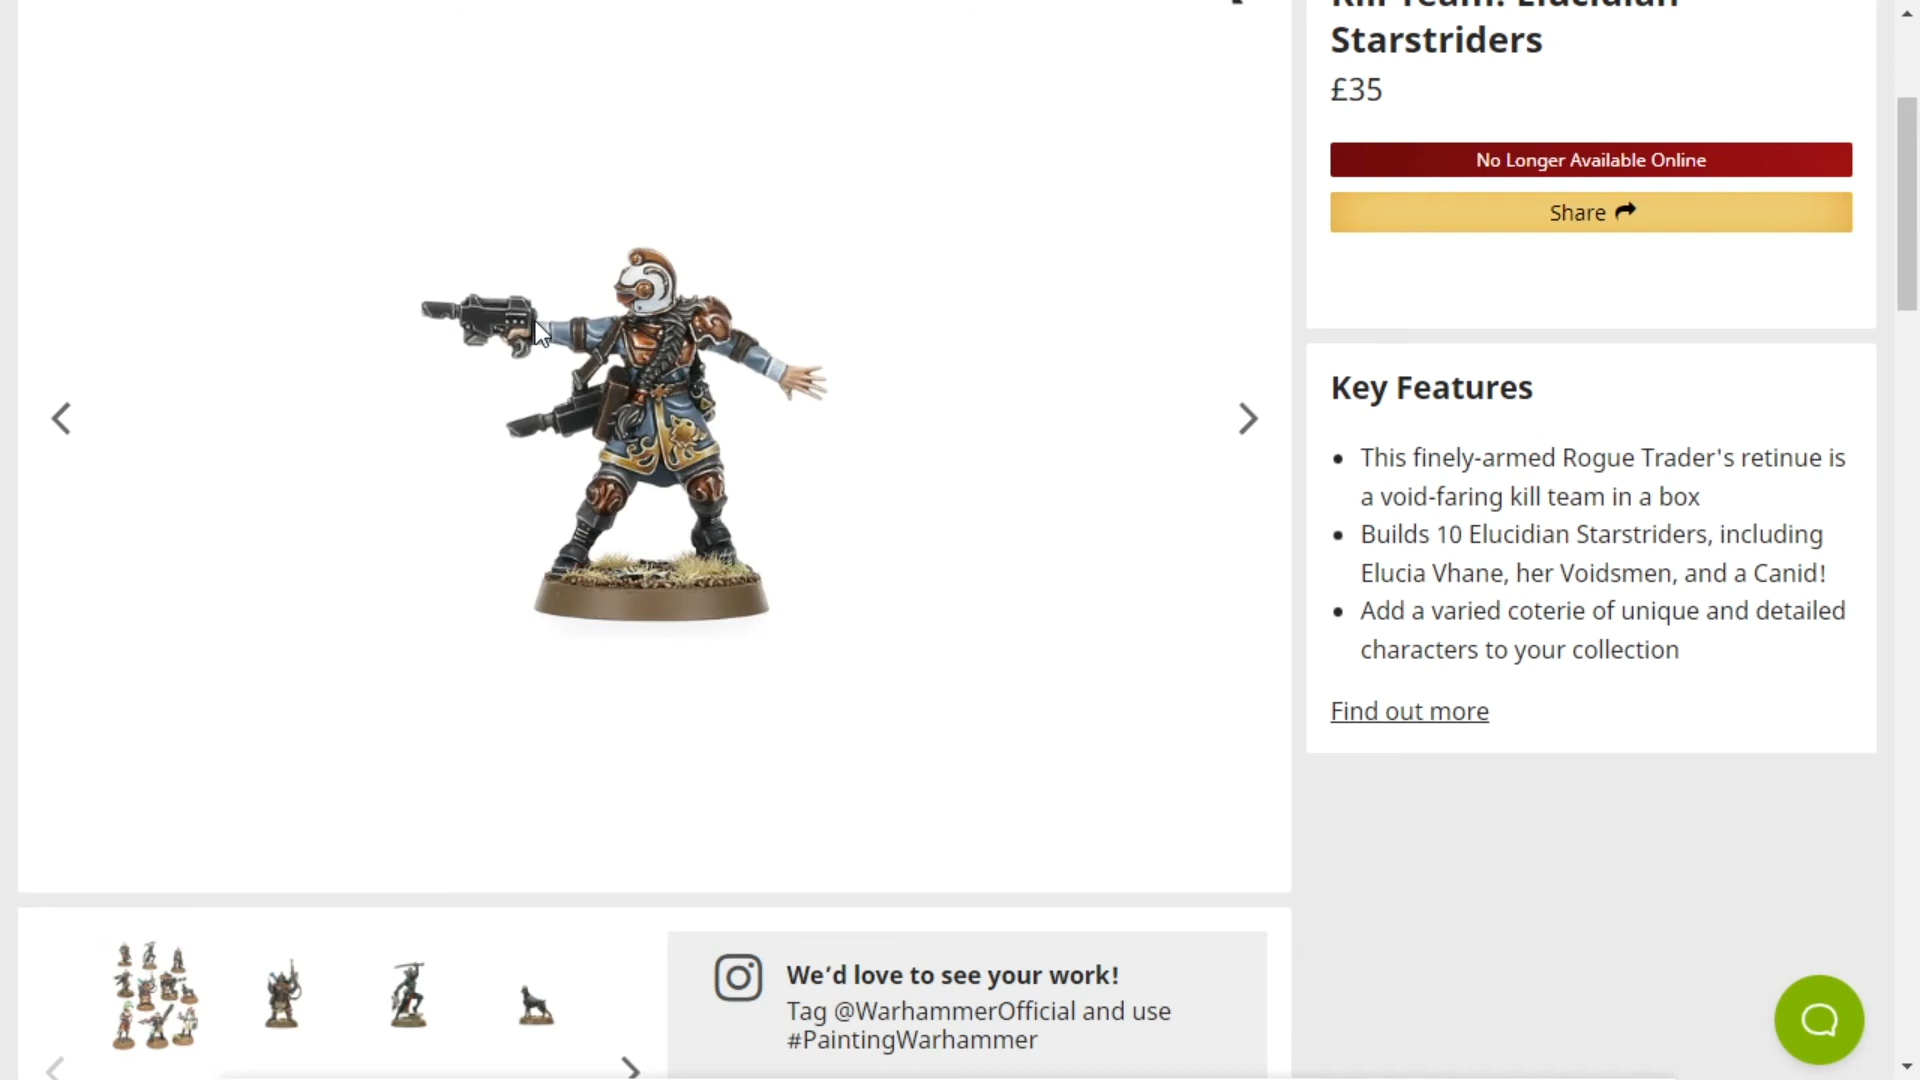 Kill Team: Elucidian
Starstriders
£35
No Longer Available Online
Share
Key Features
This finely-armed Rogue Trader's retinue is
a void-faring kill team in a box
Builds 10 Elucidian Starstriders, including
Elucia Vhane, her Voidsmen, and a Canid!
Add a varied coterie of unique and detailed
characters to your collection
Find out more
We’d love to see your work!
Tag @WarhammerOfficial and use
#PaintingWarhammer